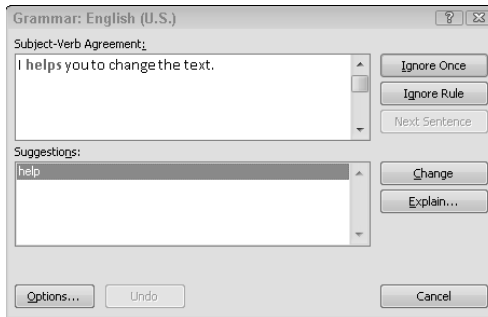 Grammar: English (U.S.)
Subject-Verb Agreement:
I helps you to change the text.
Ignore Once
Ignore Rule
Next Sentence
Suggestions:
help
Change
Explain...
Options...
Undo
Cancel